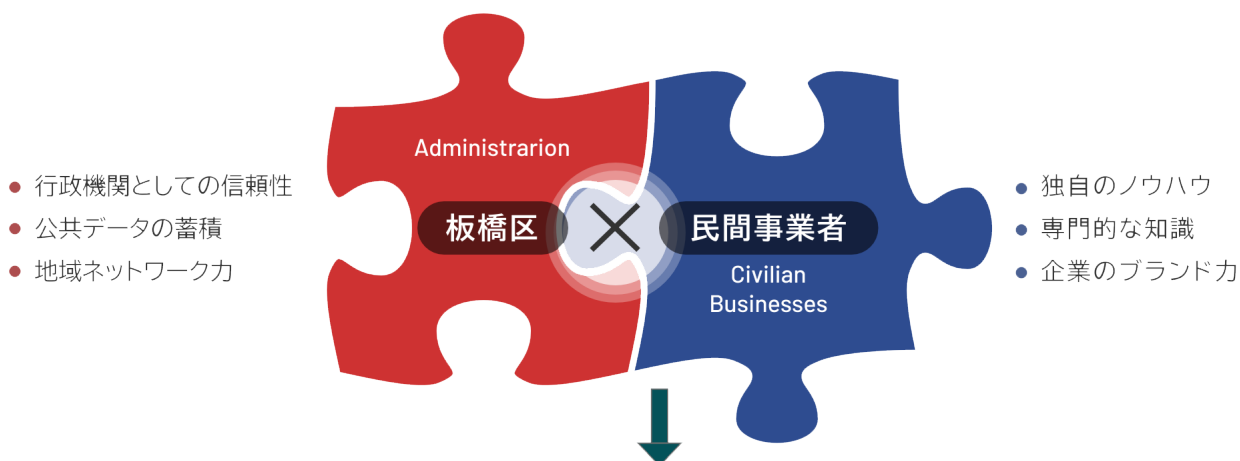 Administrarion
行政機関としての信頼性
公共データの蓄積
地域ネットワーク力
板橋区
民間事業者
Civilian
Businesses
独自のノウハウ
専門的な知識
企業のブランド力